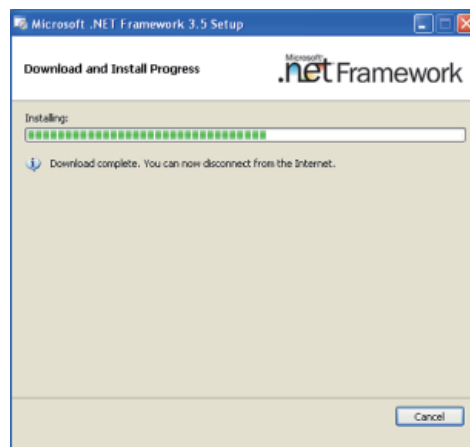 Microsoft .NET Framework 3.5 Setup
Download and Install Progress
Microsoft
.net Framework
Installing:
Download complete. You can now disconnect from the Internet.
Cancel